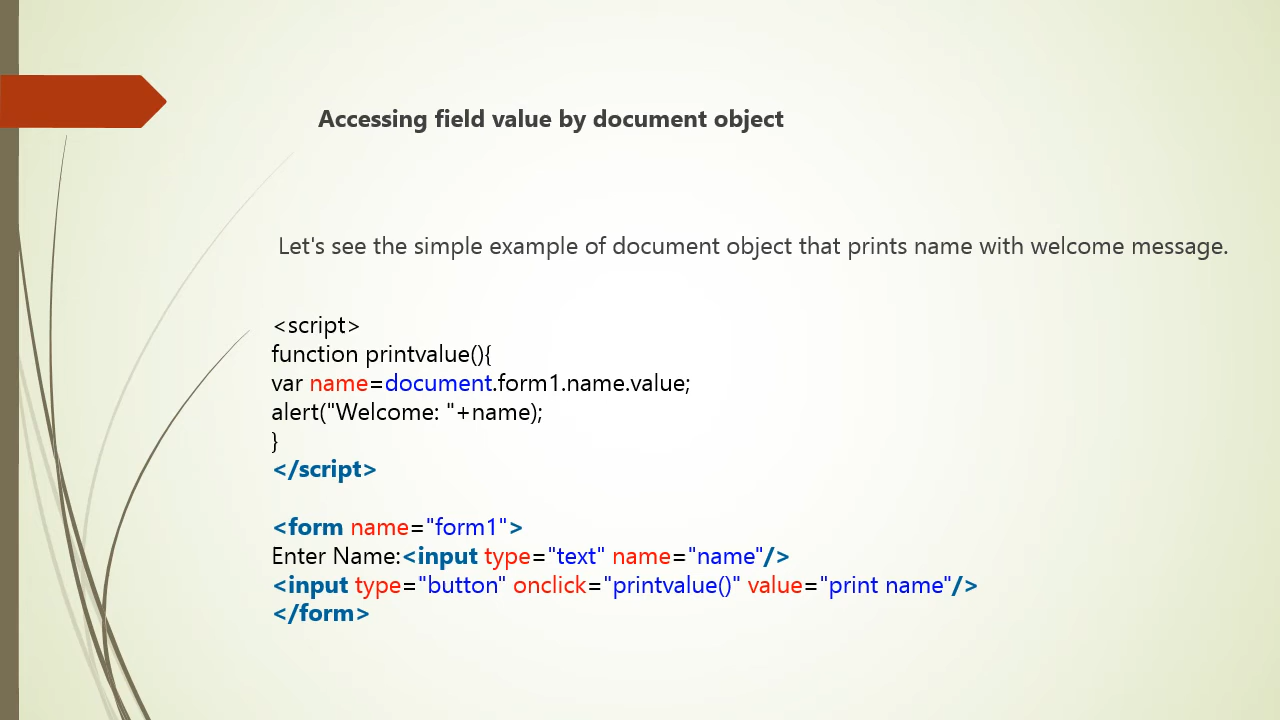 Accessing field value by document object
Let's see the simple example of document object that prints name with welcome message.
<script>
function printvalue(){
var name=document.form1.name.value;
alert("Welcome: "+name);
}
</script>
<form name="form1">
Enter Name:<input type="text" name="name"/>
<input type="button" onclick="printvalue()" value="print name"/>
</form>